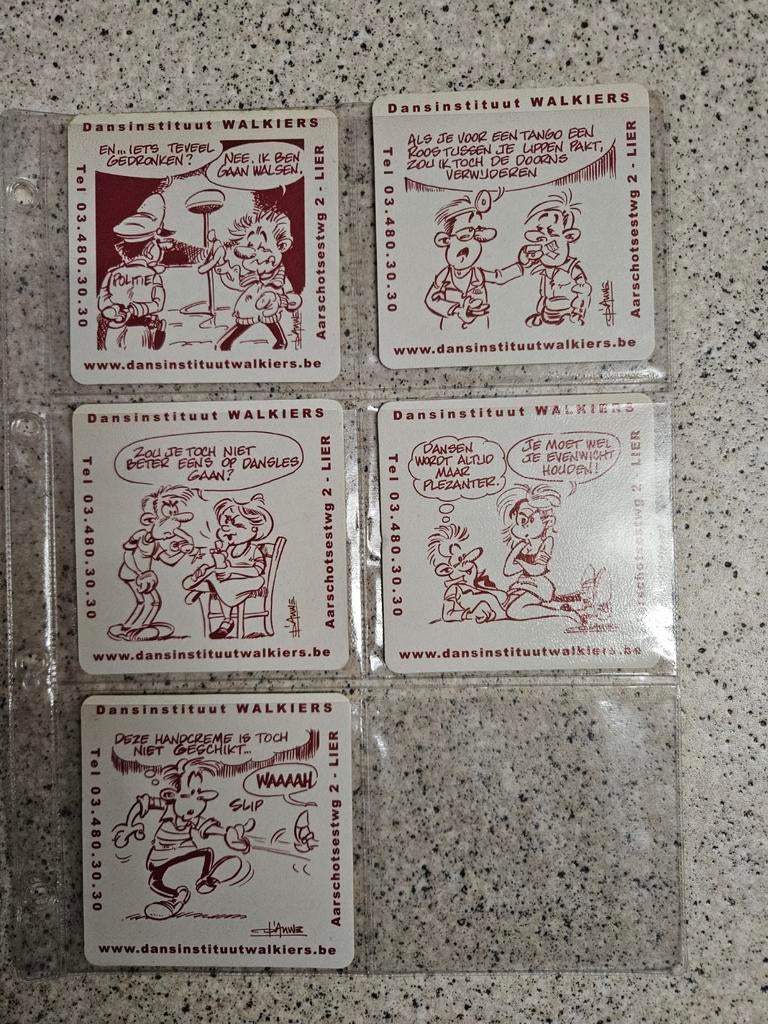 Dansinstituut WALKIERS
EN... IETS TEVEEL
GEDRONKEN?
NEE, IK BEN
GAAN WALSEN.
POLITIE
Tel 03.480.30.30
Aarschotsestwg 2 - LIER
www.dansinstituutwalkiers.be
Dansinstituut WALKIERS
ALS JE VOOR EEN TANGO EEN
ROOS TUSSEN JE LIPPEN PAKT,
ZOU IK TOCH DE DOORNS
VERWIJDEREN
Tel 03.480.30.30
Aarschotsestwg 2 - LIER
D'ANNE
www.dansinstituutwalkiers.be
Dansinstituut WALKIERS
ZOU JE TOCH NIET
BETER EENS OP DANSLES
GAAN?
Tel 03.480.30.30
Aarschotsestwg 2 - LIER
D'ANNE
www.dansinstituutwalkiers.be
Dansinstituut WALKIERS
DANSEN
WORDT ALTIJD
MAAR
PLEZANTER.
JE MOET WEL
JE EVENWICHT
HOUDEN!
Tel 03.480.30.30
Aarschotsestwg 2 - LIER
www.dansinstituutwalkiers.be
Dansinstituut WALKIERS
DEZE HANDCREME IS TOCH
NIET GESCHIKT...
WAAAAH
SLIP
Tel 03.480.30.30
Aarschotsestwg 2 - LIER
D'ANNE
www.dansinstituutwalkiers.be